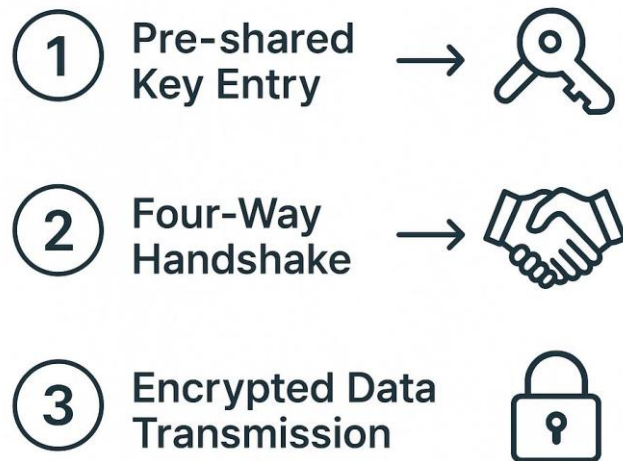 1
Pre-shared
Key Entry
2
Four-Way
Handshake
3
Encrypted Data
Transmission